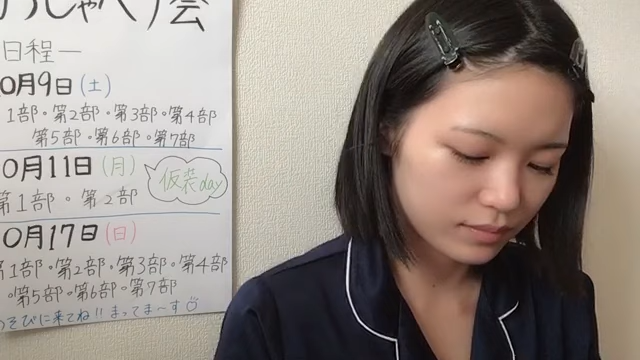 おしゃべり会
日程ー
0月9日(土)
1部・第2部・第3部・第4部
第5部・第6部・第7部
0月11日(月)
仮装day
第1部・第2部
0月17日(日)
第1部・第2部・第3部・第4部
・第5部・第6部・第7部
あそびに来てね!!まってま〜す